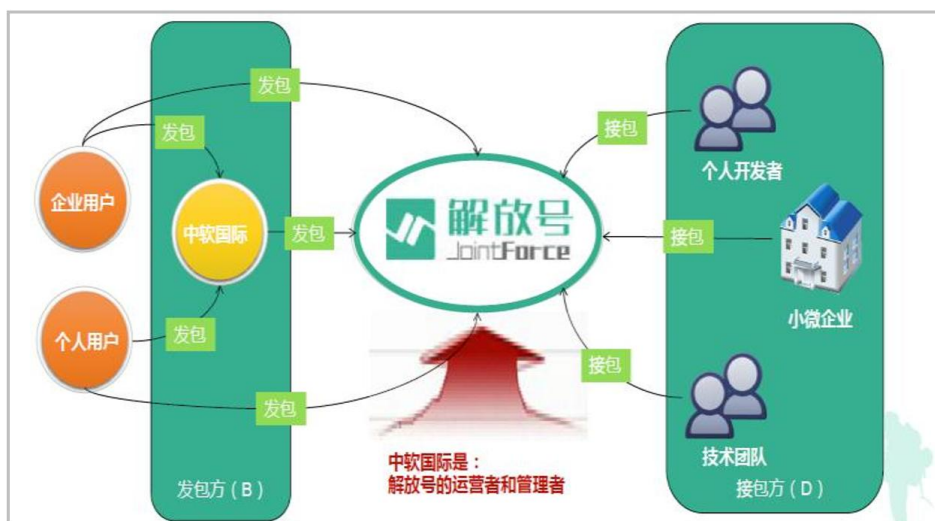 发包
发包
企业用户
中软国际
发包
个人用户
发包
发包
发包方（B）
解放号
JointForce
中软国际是：
解放号的运营者和管理者
接包
接包
接包
个人开发者
小微企业
技术团队
接包方（D）